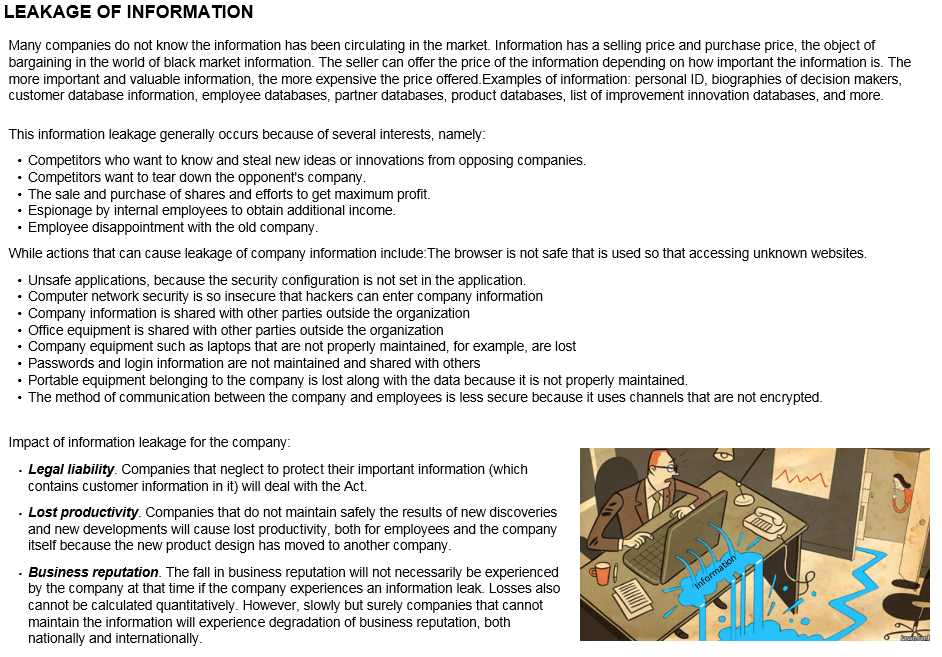 LEAKAGE OF INFORMATION
Many companies do not know the information has been circulating in the market. Information has a selling price and purchase price, the object of
bargaining in the world of black market information. The seller can offer the price of the information depending on how important the information is. The
more important and valuable information, the more expensive the price offered.Examples of information: personal ID, biographies of decision makers,
customer database information, employee databases, partner databases, product databases, list of improvement innovation databases, and more.
This information leakage generally occurs because of several interests, namely:
• Competitors who want to know and steal new ideas or innovations from opposing companies.
• Competitors want to tear down the opponent's company.
• The sale and purchase of shares and efforts to get maximum profit.
• Espionage by internal employees to obtain additional income.
• Employee disappointment with the old company.
While actions that can cause leakage of company information include:The browser is not safe that is used so that accessing unknown websites.
• Unsafe applications, because the security configuration is not set in the application.
• Computer network security is so insecure that hackers can enter company information
• Company information is shared with other parties outside the organization
• Office equipment is shared with other parties outside the organization
• Company equipment such as laptops that are not properly maintained, for example, are lost
• Passwords and login information are not maintained and shared with others
• Portable equipment belonging to the company is lost along with the data because it is not properly maintained.
• The method of communication between the company and employees is less secure because it uses channels that are not encrypted.
Impact of information leakage for the company:
• Legal liability. Companies that neglect to protect their important information (which
contains customer information in it) will deal with the Act.
• Lost productivity. Companies that do not maintain safely the results of new discoveries
and new developments will cause lost productivity, both for employees and the company
itself because the new product design has moved to another company.
• Business reputation. The fall in business reputation will not necessarily be experienced
by the company at that time if the company experiences an information leak. Losses also
cannot be calculated quantitatively. However, slowly but surely companies that cannot
maintain the information will experience degradation of business reputation, both
nationally and internationally.
Information